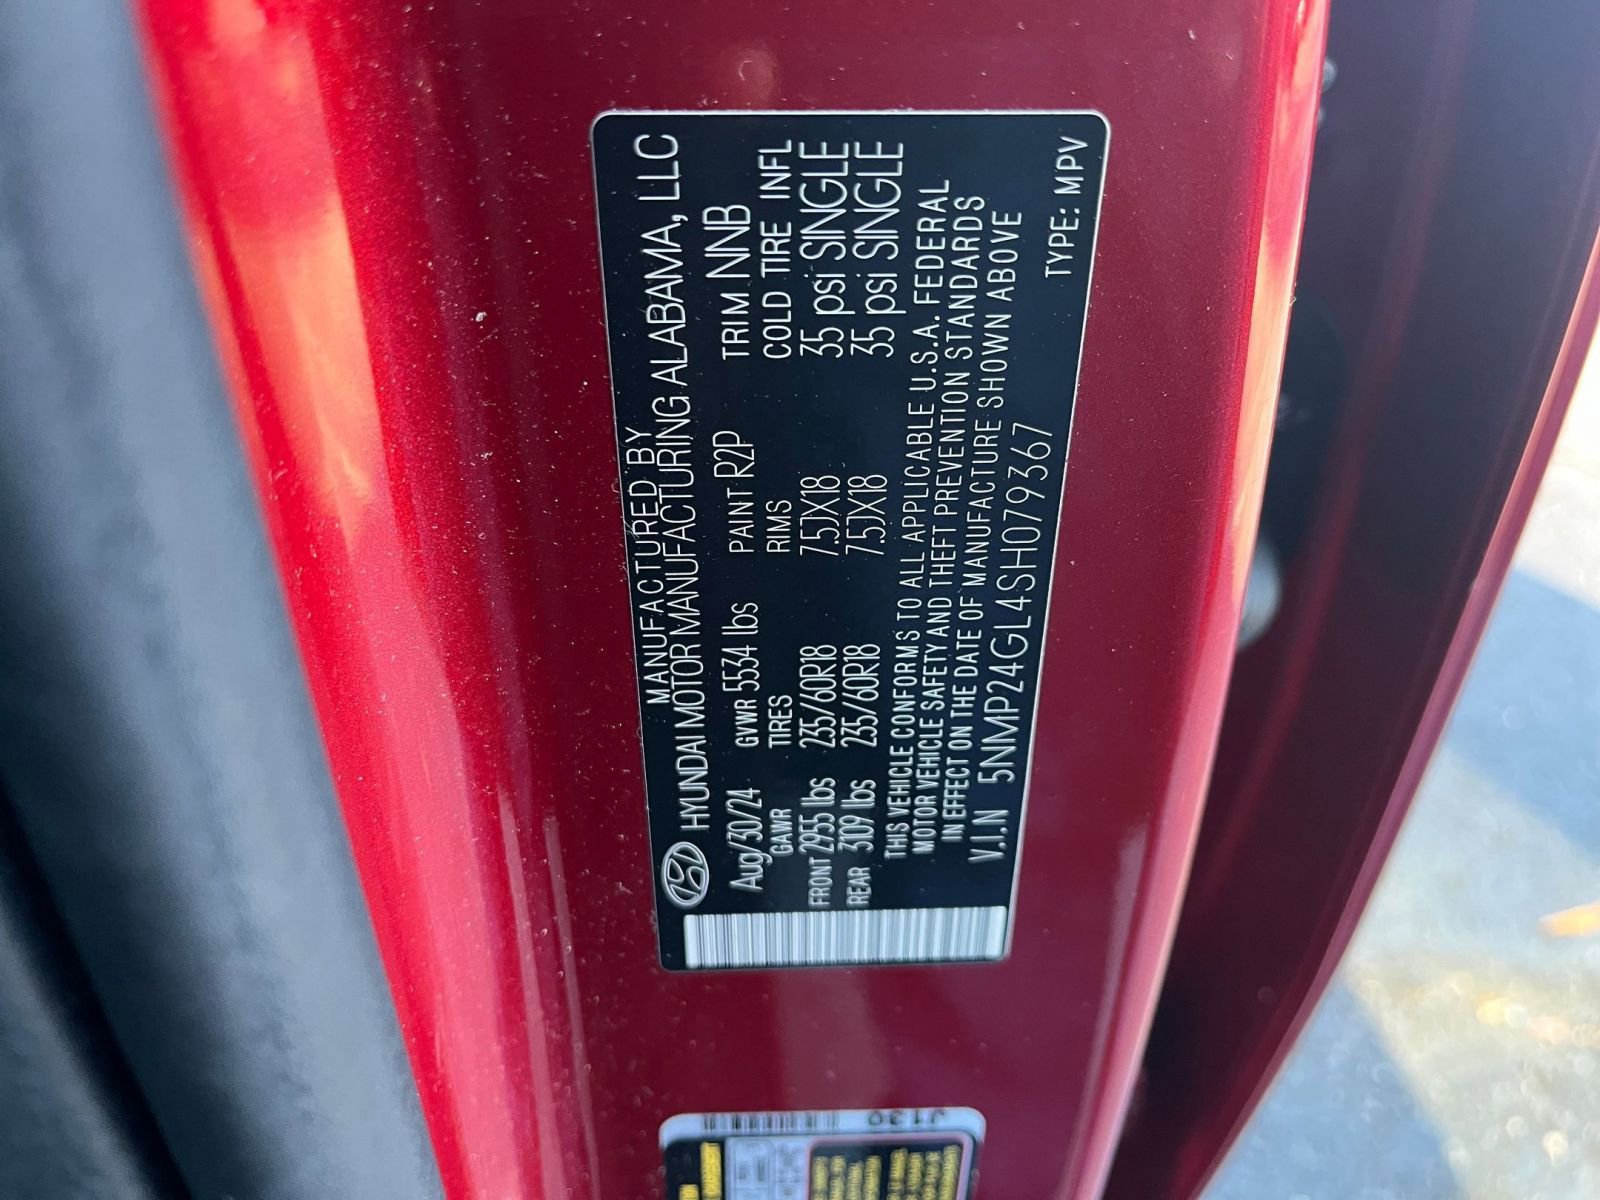 MANUFACTURED BY
HYUNDAI MOTOR MANUFACTURING ALABAMA, LLC
Aug/30/24 GVWR 5534 lbs PAINT R2P TRIM NNB
GAWR TIRES RIMS COLD TIRE INFL
FRONT 2955 lbs 235/60R18 7.5JX18 35 psi SINGLE
REAR 3109 lbs 235/60R18 7.5JX18 35 psi SINGLE
THIS VEHICLE CONFORMS TO ALL APPLICABLE U.S.A. FEDERAL
MOTOR VEHICLE SAFETY AND THEFT PREVENTION STANDARDS
IN EFFECT ON THE DATE OF MANUFACTURE SHOWN ABOVE
V.I.N 5NMP24GL4SH079367
TYPE: MPV
J130